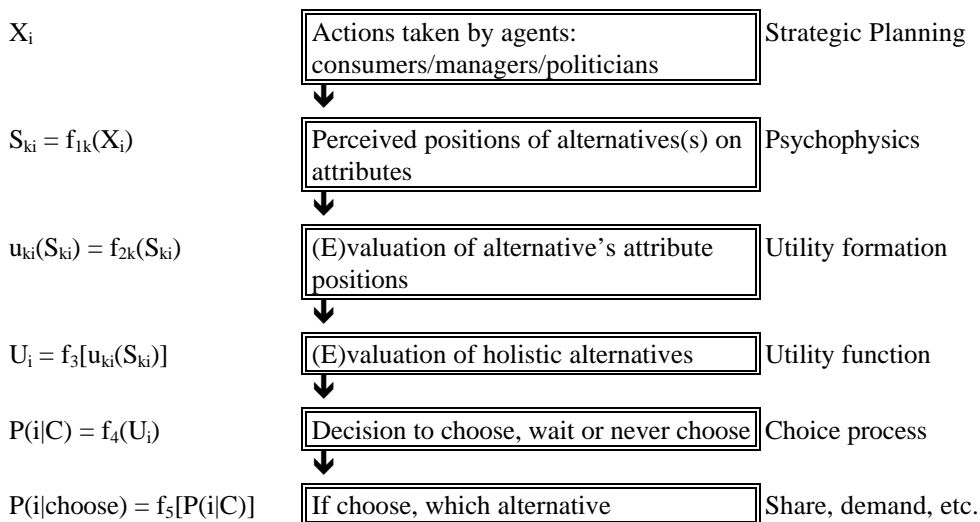 Xᵢ Actions taken by agents: Strategic Planning
consumers/managers/politicians
Sₖᵢ = f₁ₖ(Xᵢ) Perceived positions of alternatives(s) on Psychophysics
attributes
uₖᵢ(Sₖᵢ) = f₂ₖ(Sₖᵢ) (E)valuation of alternative’s attribute Utility formation
positions
Uᵢ = f₃[uₖᵢ(Sₖᵢ)] (E)valuation of holistic alternatives Utility function
P(i|C) = f₄(Uᵢ) Decision to choose, wait or never choose Choice process
P(i|choose) = f₅[P(i|C)] If choose, which alternative Share, demand, etc.